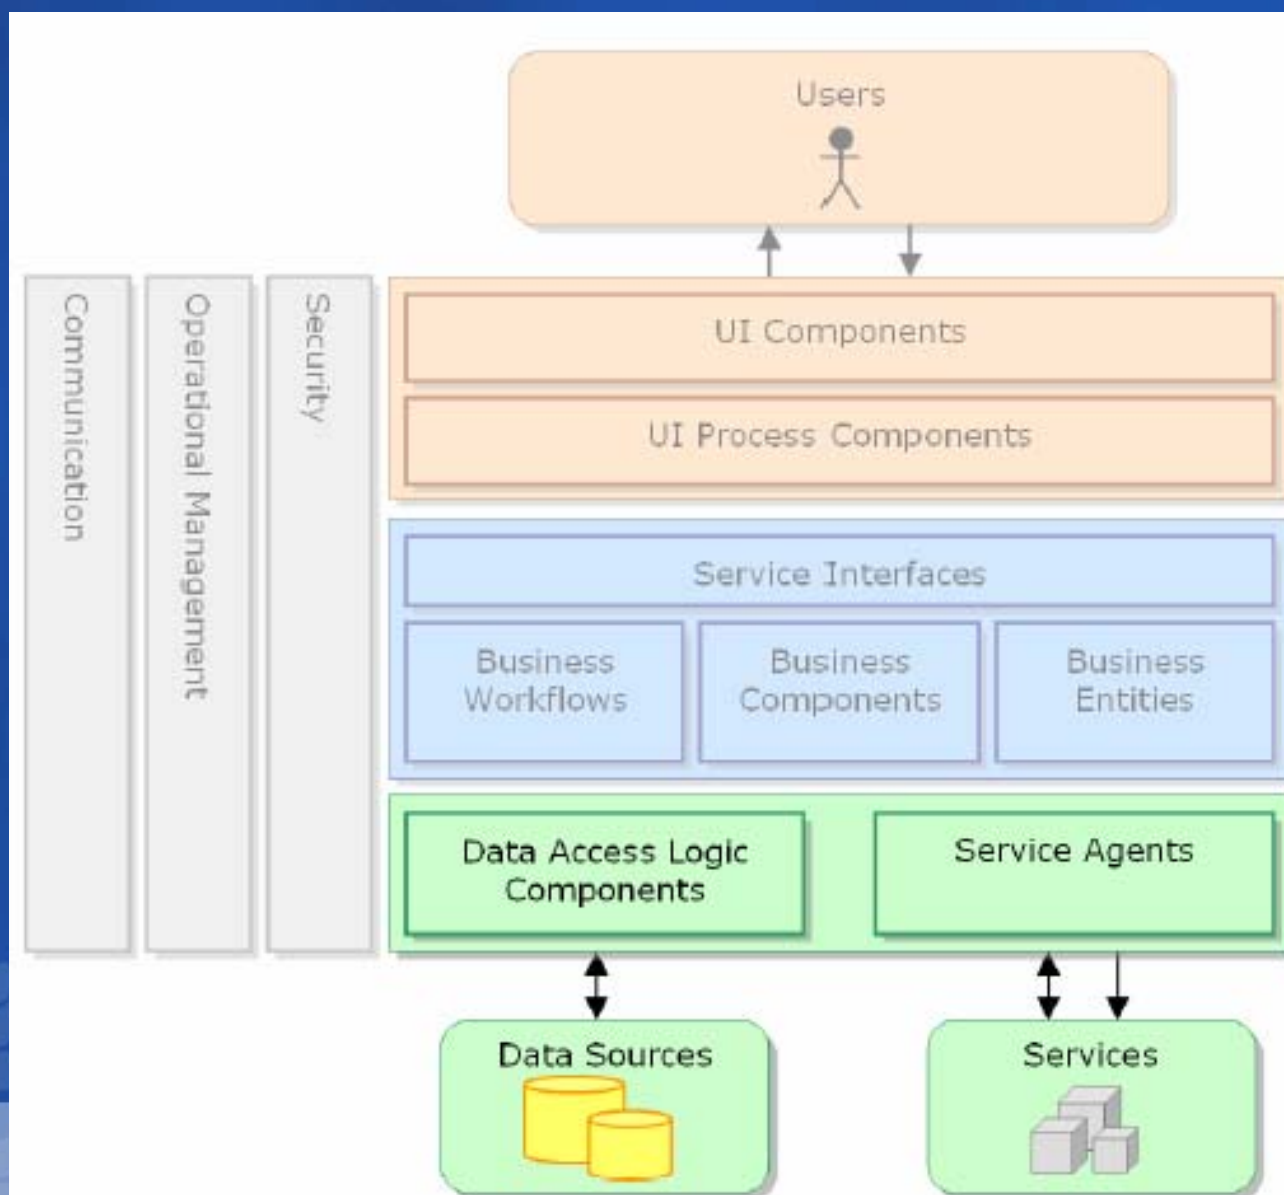 Users
Communication
Operational Management
Security
UI Components
UI Process Components
Service Interfaces
Business
Workflows
Business
Components
Business
Entities
Data Access Logic
Components
Service Agents
Data Sources
Services